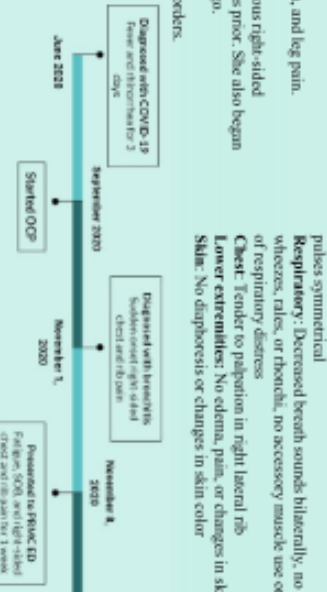 , and leg pain.
ous right-sided
s prior. She also began
go.
orders.
pulses symmetrical
Respiratory: Decreased breath sounds bilaterally, no
wheezes, rales, or rhonchi, no accessory muscle use o
of respiratory distress
Chest: Tender to palpation in right lateral rib
Lower extremities: No edema, pain, or changes in sk
Skin: No diaphoresis or changes in skin color
Diagnosed with COVID-19
Fever and rhinorrhea for 3
days
June 2020
September 2020
Started OCP
Diagnosed with bronchitis
Sudden onset right-sided
chest and rib pain
November 1,
2020
November 8,
2020
Presented to PRMC ED
Fatigue, SOB, and right-sided
chest and rib pain for 1 week